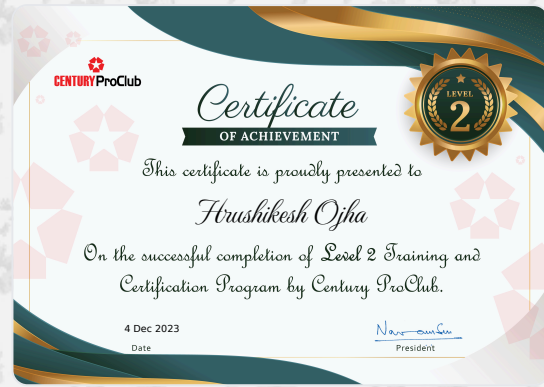 CENTURY ProClub
Certificate
OF ACHIEVEMENT
LEVEL
2
This certificate is proudly presented to
Hrushikesh Ojha
On the successful completion of Level 2 Training and
Certification Program by Century ProClub.
4 Dec 2023
Date
President